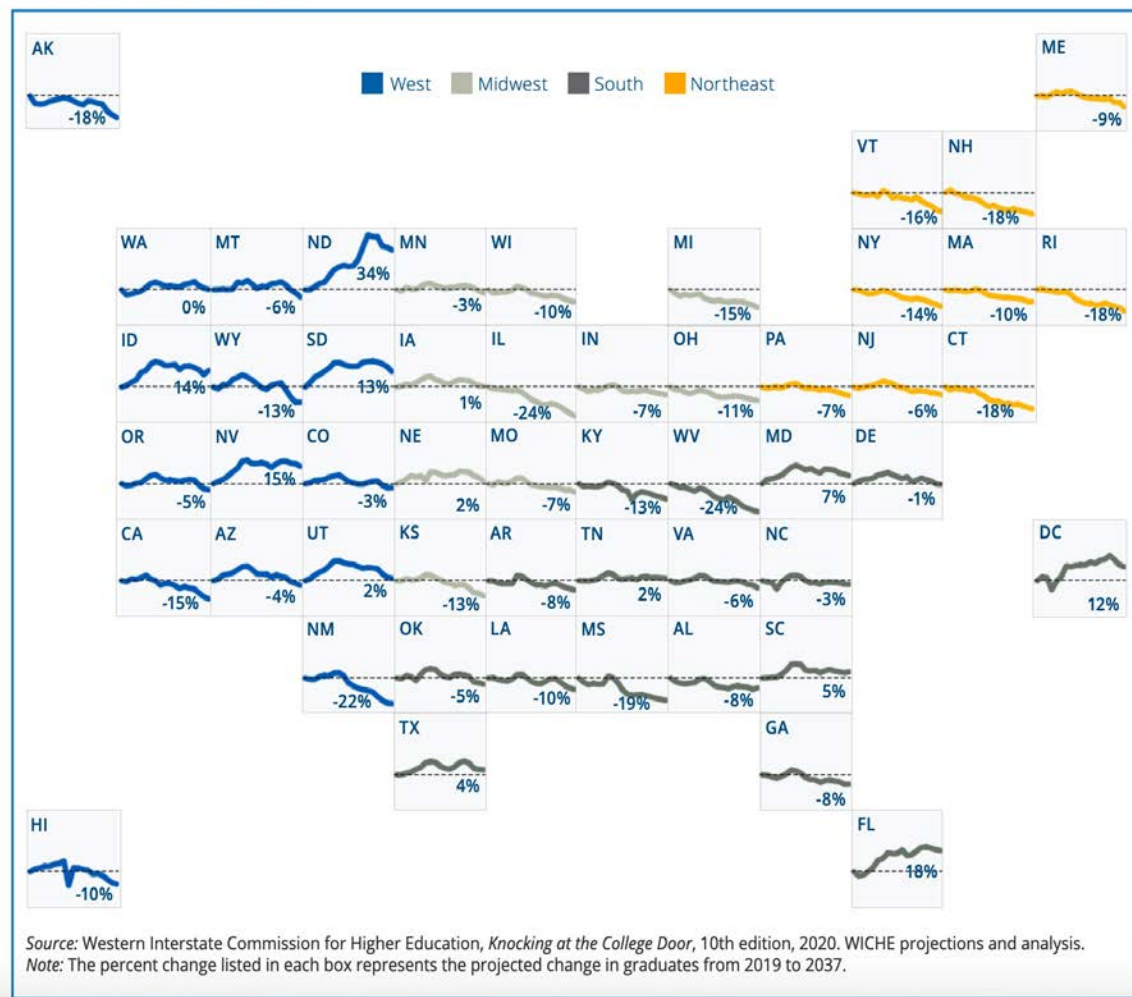 AK
-18%
West Midwest South Northeast
ME
-9%
VT
-16%
NH
-18%
WA
0%
MT
-6%
ND
34%
MN
-3%
WI
-10%
MI
-15%
NY
-14%
MA
-10%
RI
-18%
ID
14%
WY
-13%
SD
13%
IA
1%
IL
-24%
IN
-7%
OH
-11%
PA
-7%
NJ
-6%
CT
-18%
OR
-5%
NV
15%
CO
-3%
NE
2%
MO
-7%
KY
-13%
WV
-24%
MD
7%
DE
-1%
CA
-15%
AZ
-4%
UT
2%
KS
-13%
AR
-8%
TN
2%
VA
-6%
NC
-3%
DC
12%
NM
-22%
OK
-5%
LA
-10%
MS
-19%
AL
-8%
SC
5%
TX
4%
GA
-8%
HI
-10%
FL
18%
Source: Western Interstate Commission for Higher Education, Knocking at the College Door, 10th edition, 2020. WICHE projections and analysis.
Note: The percent change listed in each box represents the projected change in graduates from 2019 to 2037.